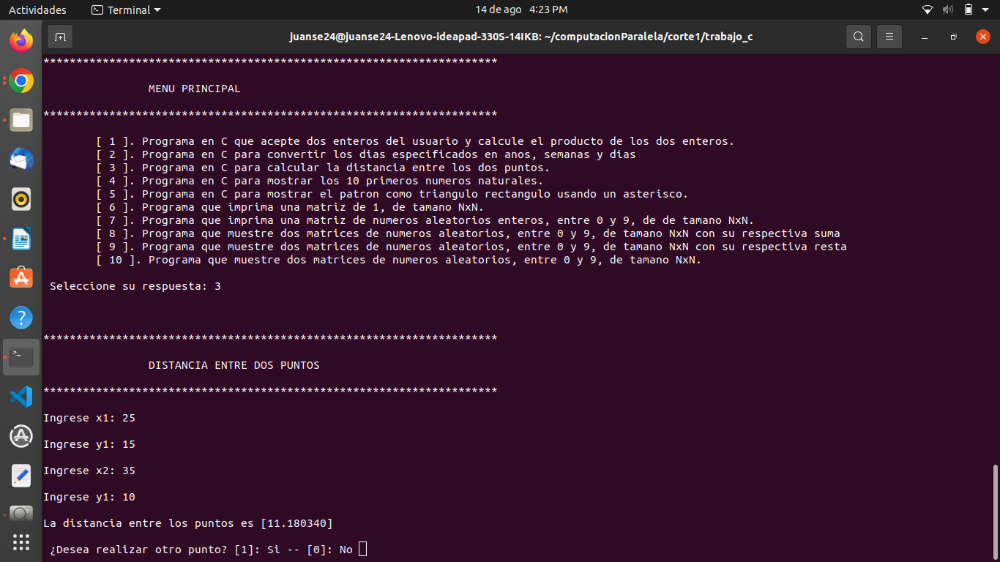 Actividades Terminal 14 de ago 4:23 PM
juanse24@juanse24-Lenovo-ideapad-330S-14IKB: ~/computacionParalela/corte1/trabajo_c
*********************************************************************
MENU PRINCIPAL
*********************************************************************
[ 1 ]. Programa en C que acepte dos enteros del usuario y calcule el producto de los dos enteros.
[ 2 ]. Programa en C para convertir los dias especificados en anos, semanas y dias
[ 3 ]. Programa en C para calcular la distancia entre los dos puntos.
[ 4 ]. Programa en C para mostrar los 10 primeros numeros naturales.
[ 5 ]. Programa en C para mostrar el patron como triangulo rectangulo usando un asterisco.
[ 6 ]. Programa que imprima una matriz de 1, de tamano NxN.
[ 7 ]. Programa que imprima una matriz de numeros aleatorios enteros, entre 0 y 9, de de tamano NxN.
[ 8 ]. Programa que muestre dos matrices de numeros aleatorios, entre 0 y 9, de tamano NxN con su respectiva suma
[ 9 ]. Programa que muestre dos matrices de numeros aleatorios, entre 0 y 9, de tamano NxN con su respectiva resta
[ 10 ]. Programa que muestre dos matrices de numeros aleatorios, entre 0 y 9, de tamano NxN.
Seleccione su respuesta: 3
*********************************************************************
DISTANCIA ENTRE DOS PUNTOS
*********************************************************************
Ingrese x1: 25
Ingrese y1: 15
Ingrese x2: 35
Ingrese y1: 10
La distancia entre los puntos es [11.180340]
¿Desea realizar otro punto? [1]: Si -- [0]: No